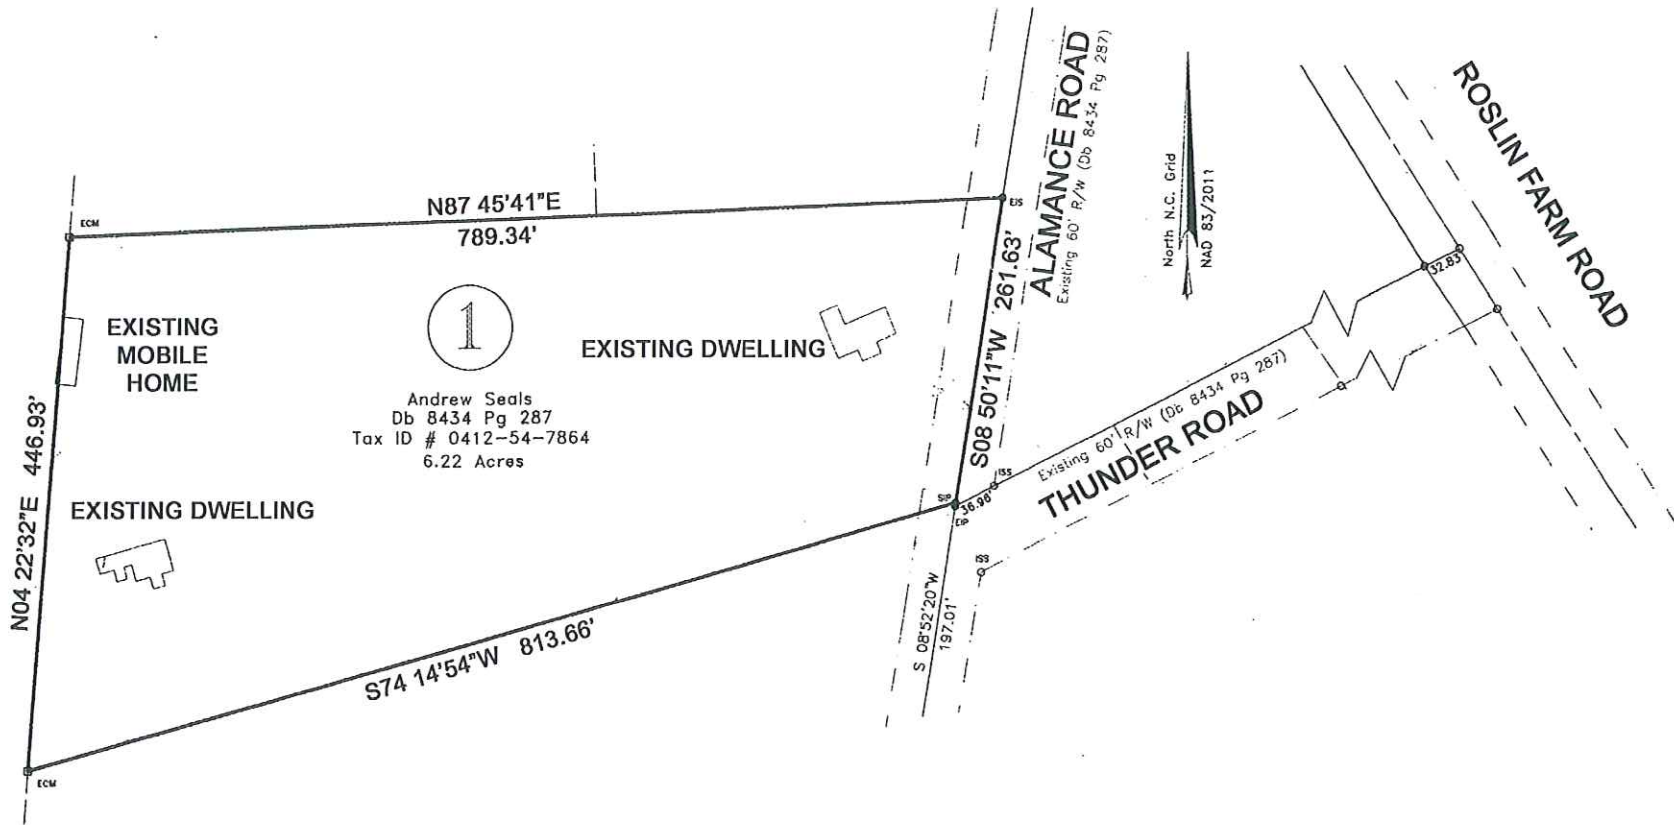 N87 45'41"E
789.34'
ECM
EIS
ALAMANCE ROAD
Existing 60' R/W (Db 8434 Pg 287)
North N.C. Grid
NAD 83/2011
ROSLIN FARM ROAD
32.83'
S08 50'11"W 261.63'
EXISTING
MOBILE
HOME
1
EXISTING DWELLING
Andrew Seals
Db 8434 Pg 287
Tax ID # 0412-54-7864
6.22 Acres
N04 22'32"E 446.93'
EXISTING DWELLING
Existing 60' R/W (Db 8434 Pg 287)
THUNDER ROAD
ISS
SIP
36.96'
EIP
ISS
S 08°52'20"W
197.01'
S74 14'54"W 813.66'
ECM